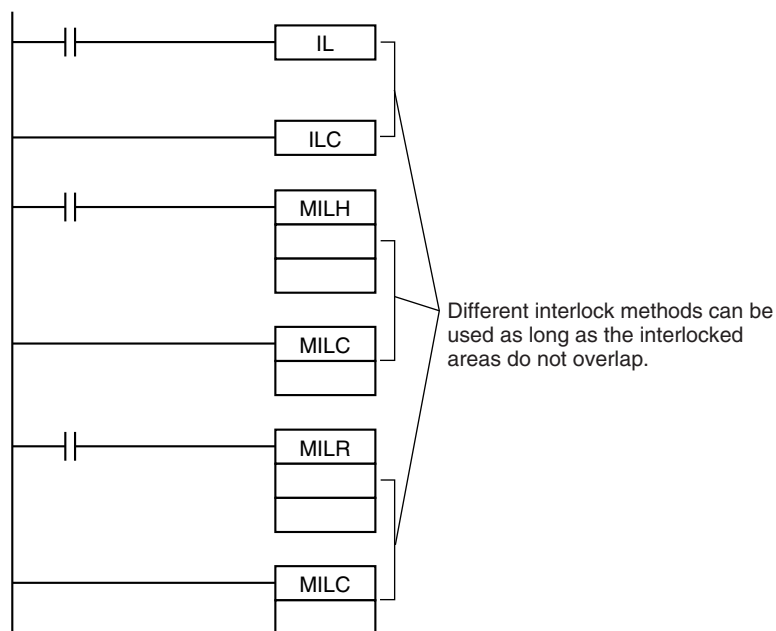 IL
ILC
MILH
MILC
Different interlock methods can be
used as long as the interlocked
areas do not overlap.
MILR
MILC